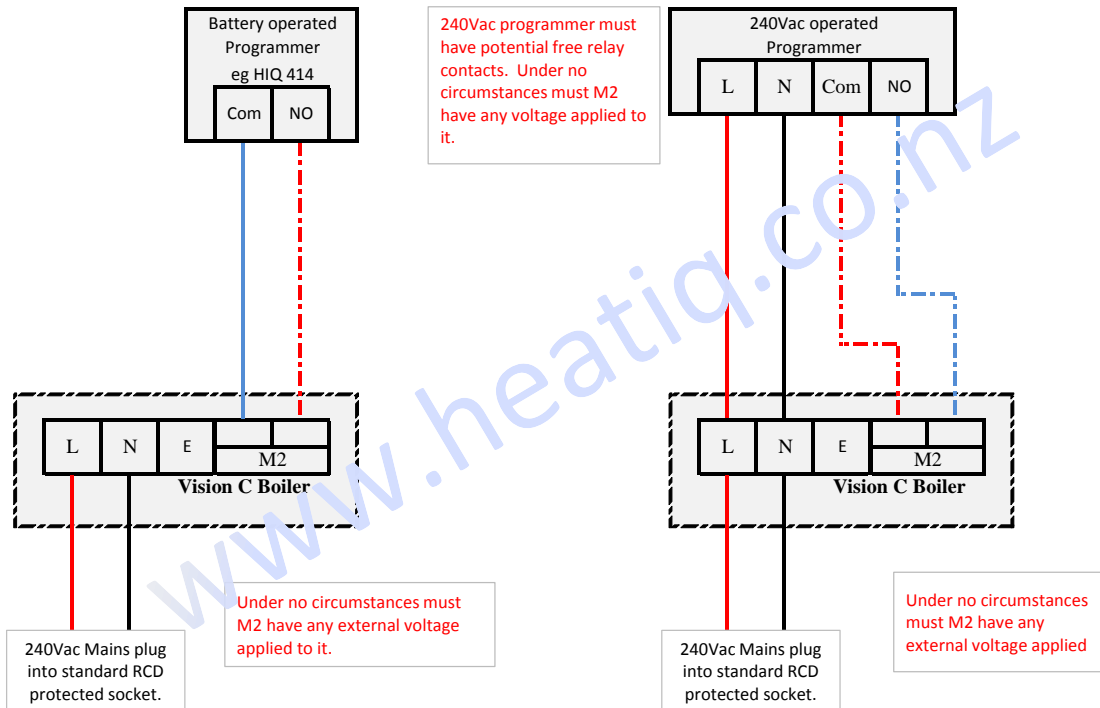 Battery operated
Programmer
eg HIQ 414
Com NO
240Vac programmer must
have potential free relay
contacts. Under no
circumstances must M2
have any voltage applied to
it.
240Vac operated
Programmer
L N Com NO
L N E
M2
Vision C Boiler
L N E
M2
Vision C Boiler
www.heatiq.co.nz
Under no circumstances must
M2 have any external voltage
applied to it.
Under no circumstances
must M2 have any
external voltage applied
240Vac Mains plug
into standard RCD
protected socket.
240Vac Mains plug
into standard RCD
protected socket.